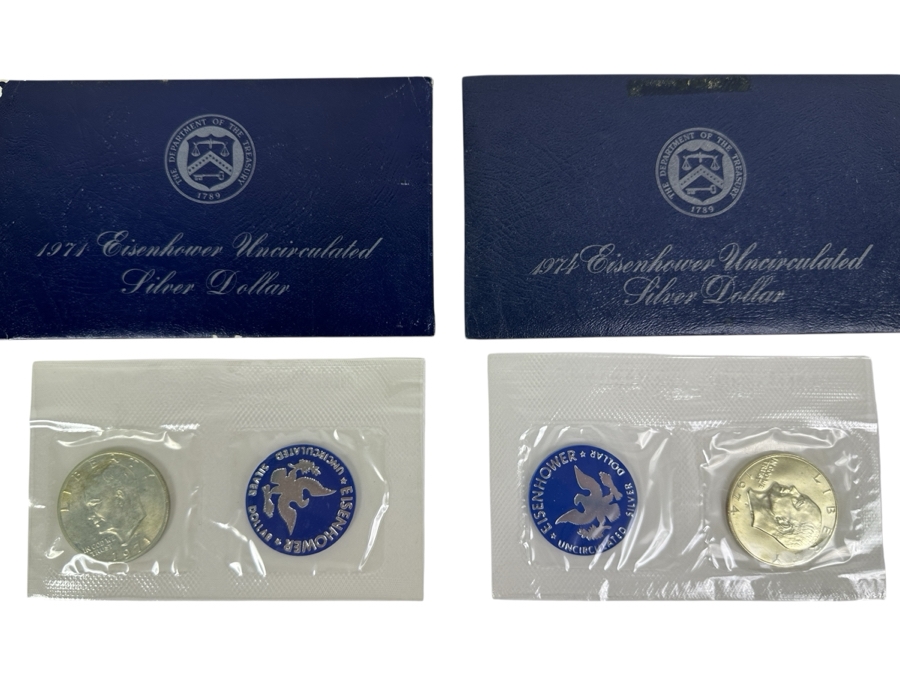 THE DEPARTMENT OF THE TREASURY
1789
1971 Eisenhower Uncirculated
Silver Dollar
THE DEPARTMENT OF THE TREASURY
1789
1974 Eisenhower Uncirculated
Silver Dollar
EISENHOWER
UNCIRCULATED
SILVER DOLLAR
EISENHOWER
UNCIRCULATED
SILVER DOLLAR